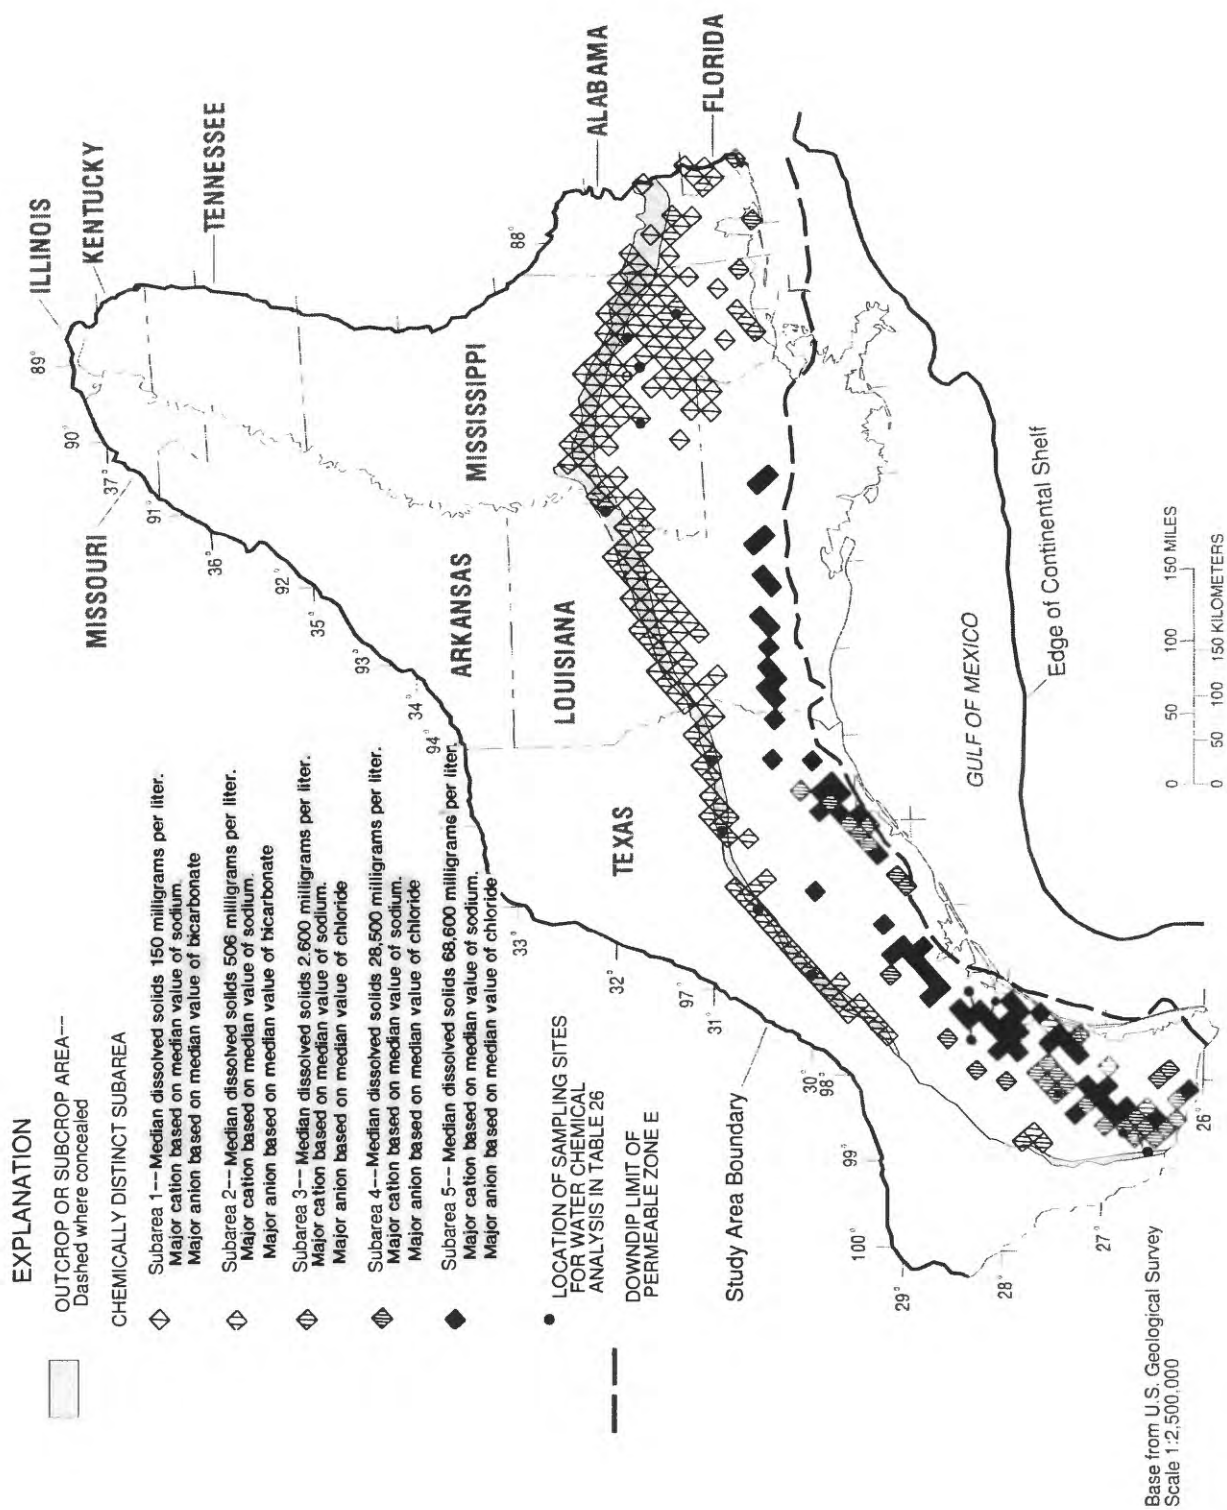 EXPLANATION
OUTCROP OR SUBCROP AREA--
Dashed where concealed
CHEMICALLY DISTINCT SUBAREA
Subarea 1---Median dissolved solids 150 milligrams per liter.
Major cation based on median value of sodium.
Major anion based on median value of bicarbonate
Subarea 2---Median dissolved solids 506 milligrams per liter.
Major cation based on median value of sodium.
Major anion based on median value of bicarbonate
Subarea 3---Median dissolved solids 2,600 milligrams per liter.
Major cation based on median value of sodium.
Major anion based on median value of chloride
Subarea 4---Median dissolved solids 28,500 milligrams per liter.
Major cation based on median value of sodium.
Major anion based on median value of chloride
Subarea 5---Median dissolved solids 68,600 milligrams per liter.
Major cation based on median value of sodium.
Major anion based on median value of chloride
LOCATION OF SAMPLING SITES
FOR WATER CHEMICAL
ANALYSIS IN TABLE 26
DOWNDIP LIMIT OF
PERMEABLE ZONE E
Study Area Boundary
ILLINOIS
KENTUCKY
TENNESSEE
MISSOURI
ARKANSAS
MISSISSIPPI
ALABAMA
FLORIDA
LOUISIANA
TEXAS
GULF OF MEXICO
Edge of Continental Shelf
89°
90°
37°
91°
36°
92°
35°
93°
34°
94°
33°
32°
97°
31°
30°
98°
99°
100°
29°
28°
27°
26°
88°
0 50 100 150 MILES
0 50 100 150 KILOMETERS
Base from U.S. Geological Survey
Scale 1:2,500,000